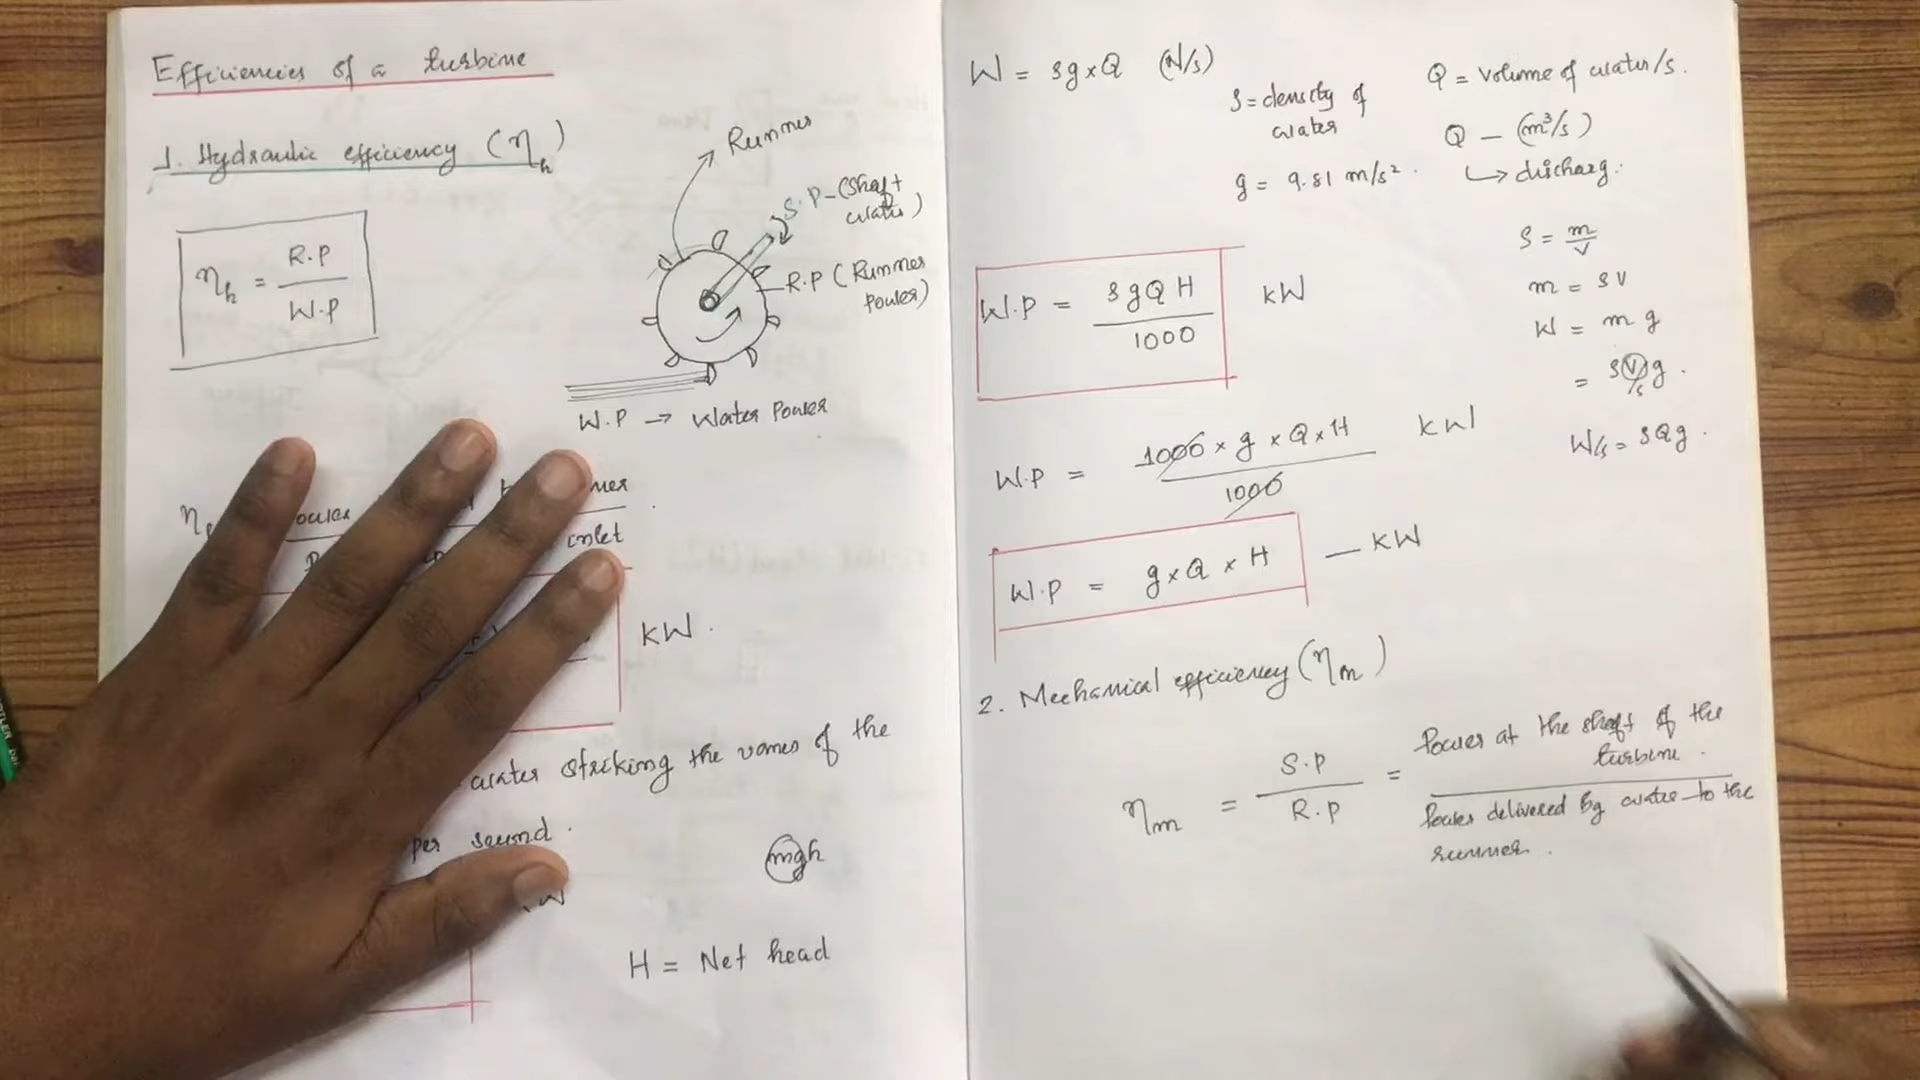 Efficiencies of a turbine
1. Hydraulic efficiency (ηh)
ηh = R.P / W.P
Runner
S.P - (Shaft
R.P (Runner
Power)
W.P → Water Power
inlet
kW.
water striking the vanes of the
per second.
mgh
H = Net head
W = ρg×Q (N/s)
ρ = density of
water
g = 9.81 m/s².
Q = Volume of water/s.
Q - (m³/s)
↳ discharg.
ρ = m/V
m = ρV
W = mg
= ρ(V)/s g.
W/s = ρQg.
W.P = ρgQH / 1000 kW
W.P = 1000 × g × Q × H / 1000 kW
W.P = g × Q × H — kW
2. Mechanical efficiency (ηm)
ηm = S.P / R.P = Power at the shaft of the
turbine.
Power delivered by water to the
runner.